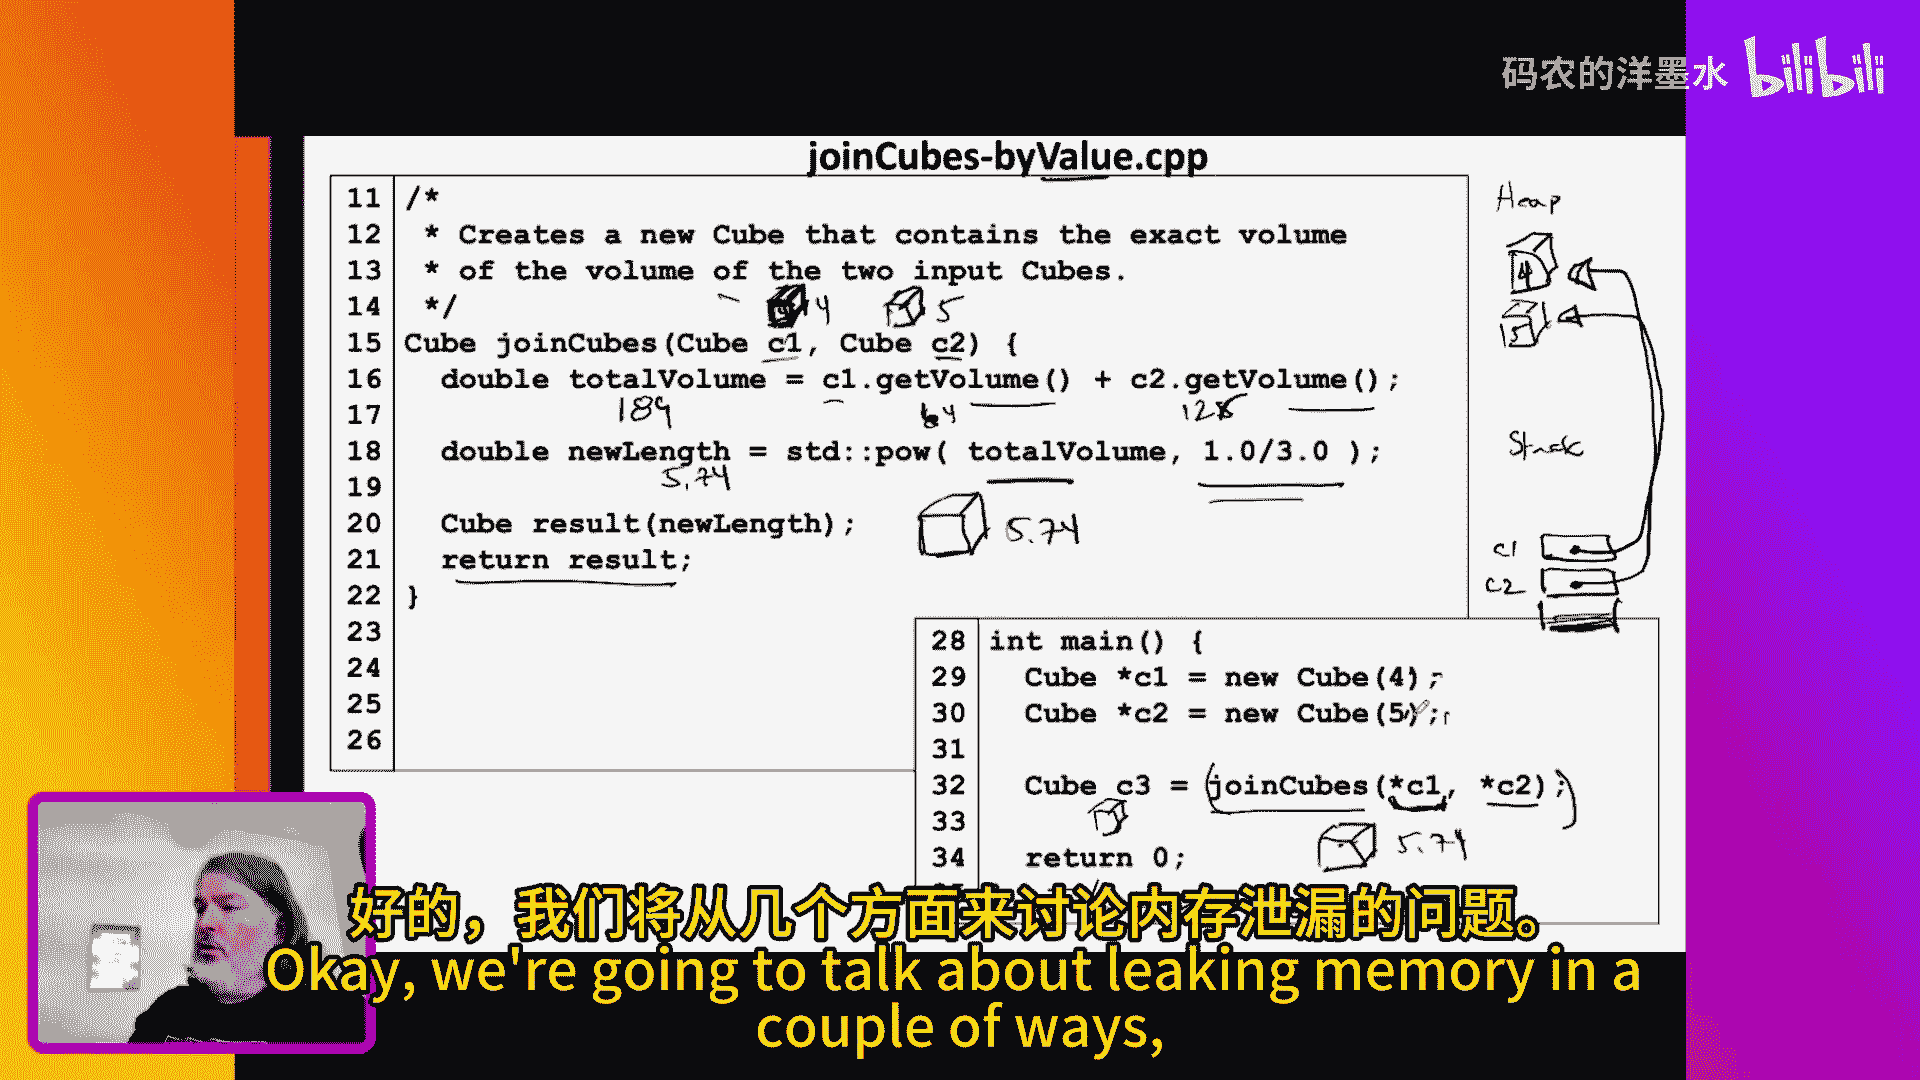 码农的洋墨水 bilibili
joinCubes-byValue.cpp
11 /*
12 * Creates a new Cube that contains the exact volume
13 * of the volume of the two input Cubes.
14 */
4 5
15 Cube joinCubes(Cube c1, Cube c2) {
16 double totalVolume = c1.getVolume() + c2.getVolume();
17
189 64 125
18 double newLength = std::pow( totalVolume, 1.0/3.0 );
5.74
19
20 Cube result(newLength);
5.74
21 return result;
22 }
23
24
25
26
Heap
4
5
Stack
c1
c2
28 int main() {
29 Cube *c1 = new Cube(4);
30 Cube *c2 = new Cube(5);
31
32 Cube c3 = joinCubes(*c1, *c2);
33
5.74
34 return 0;
好的，我们将从几个方面来讨论内存泄漏的问题。
Okay, we're going to talk about leaking memory in a
couple of ways,